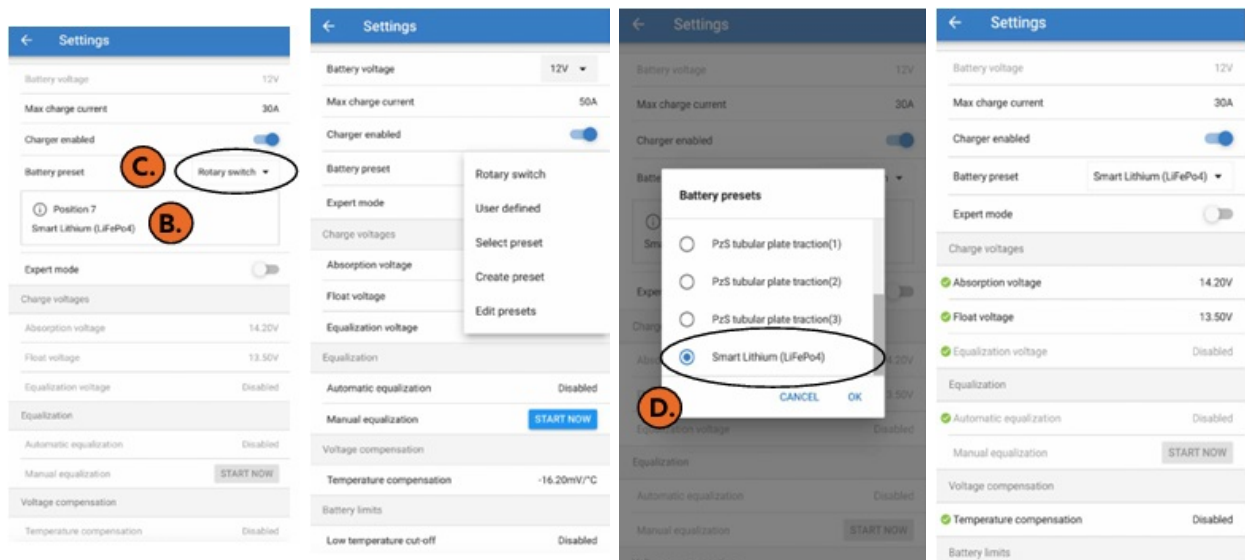 Settings
Battery voltage 12V
Max charge current 30A
Charger enabled
C.
Battery preset Rotary switch
Position 7
Smart Lithium (LiFePo4)
B.
Expert mode
Charge voltages
Absorption voltage 14.20V
Float voltage 13.50V
Equalization voltage Disabled
Equalization
Automatic equalization Disabled
Manual equalization START NOW
Voltage compensation
Temperature compensation Disabled
Settings
Battery voltage 12V
Max charge current 50A
Charger enabled
Battery preset
Expert mode
Charge voltages
Absorption voltage
Float voltage
Equalization voltage
Rotary switch
User defined
Select preset
Create preset
Edit presets
Equalization
Automatic equalization Disabled
Manual equalization START NOW
Voltage compensation
Temperature compensation -16.20mV/°C
Battery limits
Low temperature cut-off Disabled
Settings
Battery voltage 12V
Max charge current 30A
Charger enabled
Battery presets
PzS tubular plate traction(1)
PzS tubular plate traction(2)
PzS tubular plate traction(3)
Smart Lithium (LiFePo4)
CANCEL OK
D.
Equalization voltage Disabled
Equalization
Automatic equalization Disabled
Manual equalization START NOW
Settings
Battery voltage 12V
Max charge current 30A
Charger enabled
Battery preset Smart Lithium (LiFePo4)
Expert mode
Charge voltages
Absorption voltage 14.20V
Float voltage 13.50V
Equalization voltage Disabled
Equalization
Automatic equalization Disabled
Manual equalization START NOW
Voltage compensation
Temperature compensation Disabled
Battery limits